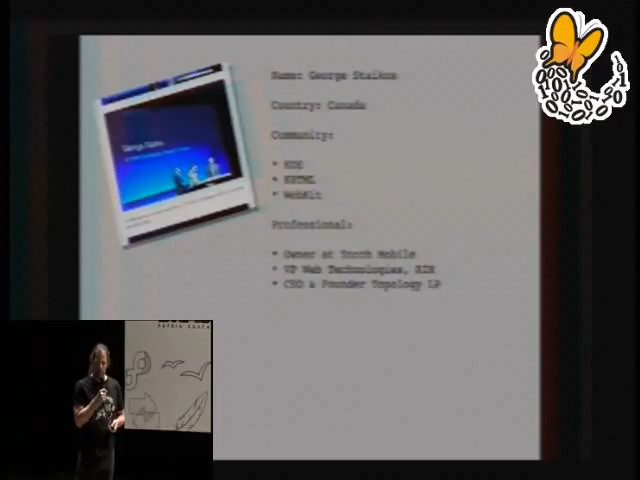 Name: George Staikos
Country: Canada
Community:
* KDE
* KHTML
* WebKit
Professional:
* Owner at Torch Mobile
* VP Web Technologies, RIM
* CEO & Founder Topology LP